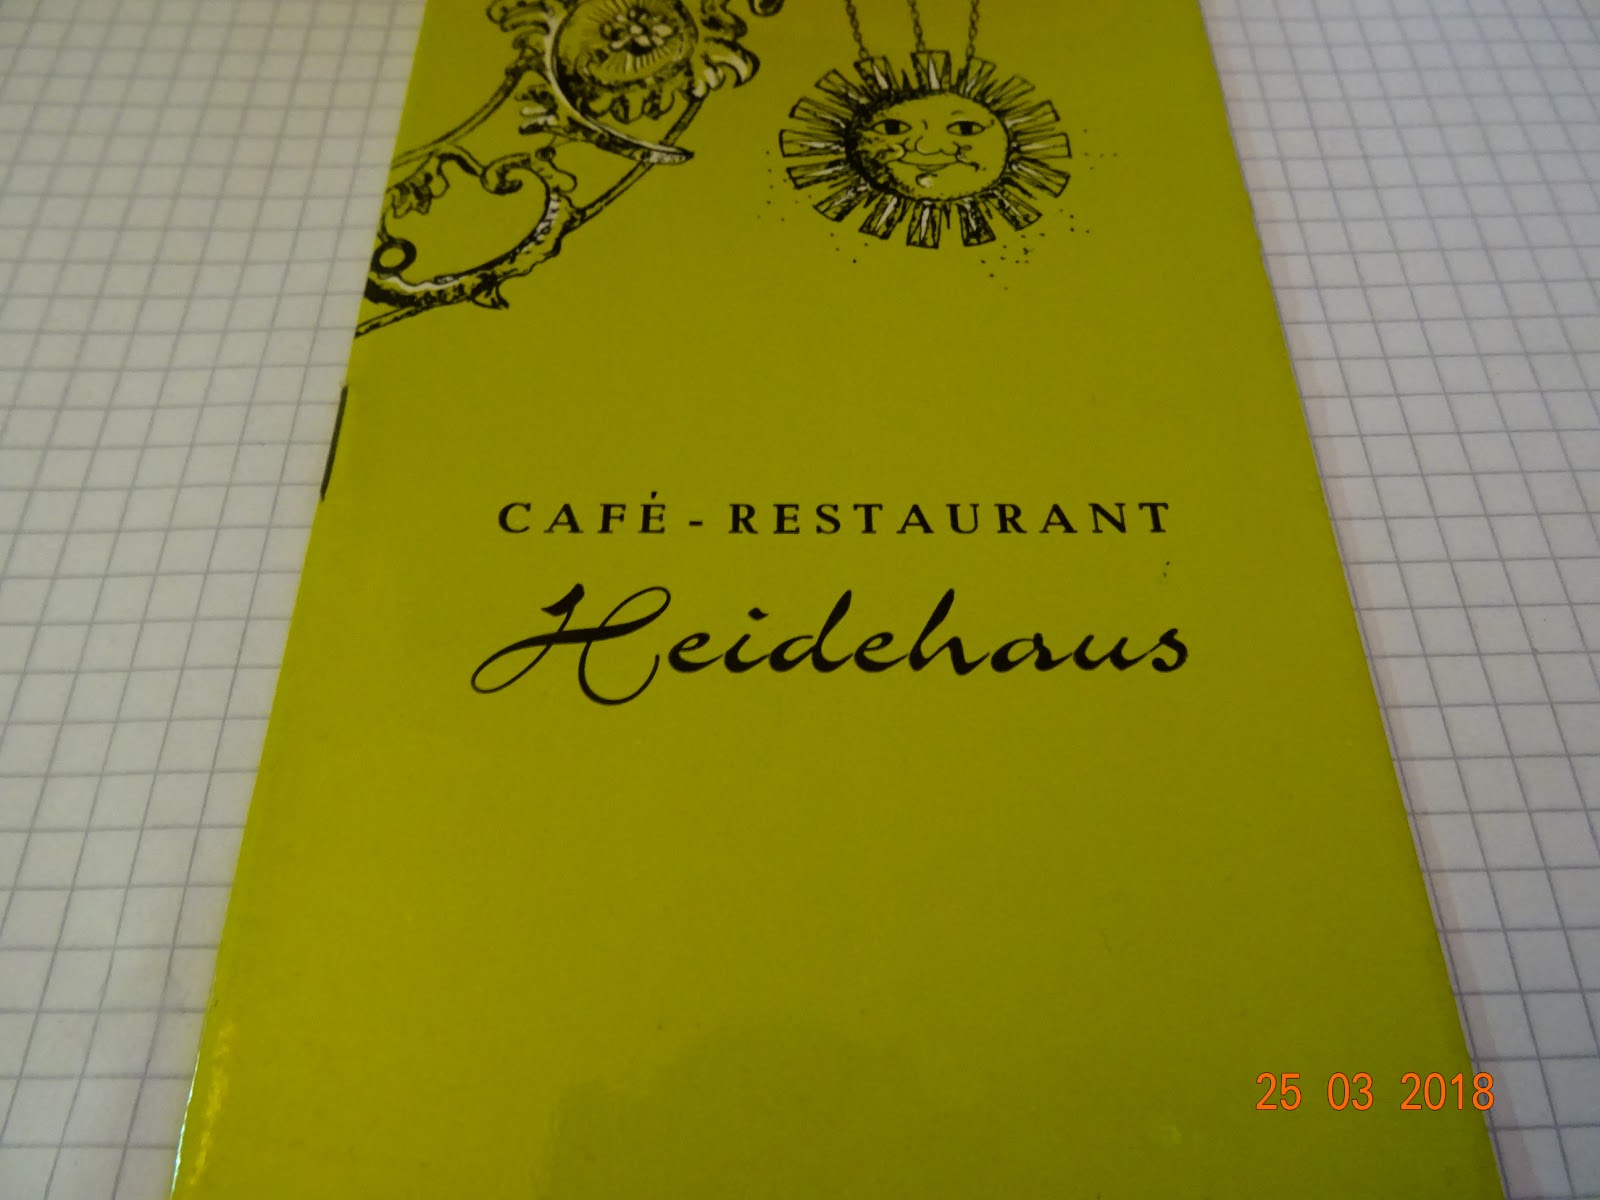 CAFÉ - RESTAURANT
Heidehaus
25 03 2018